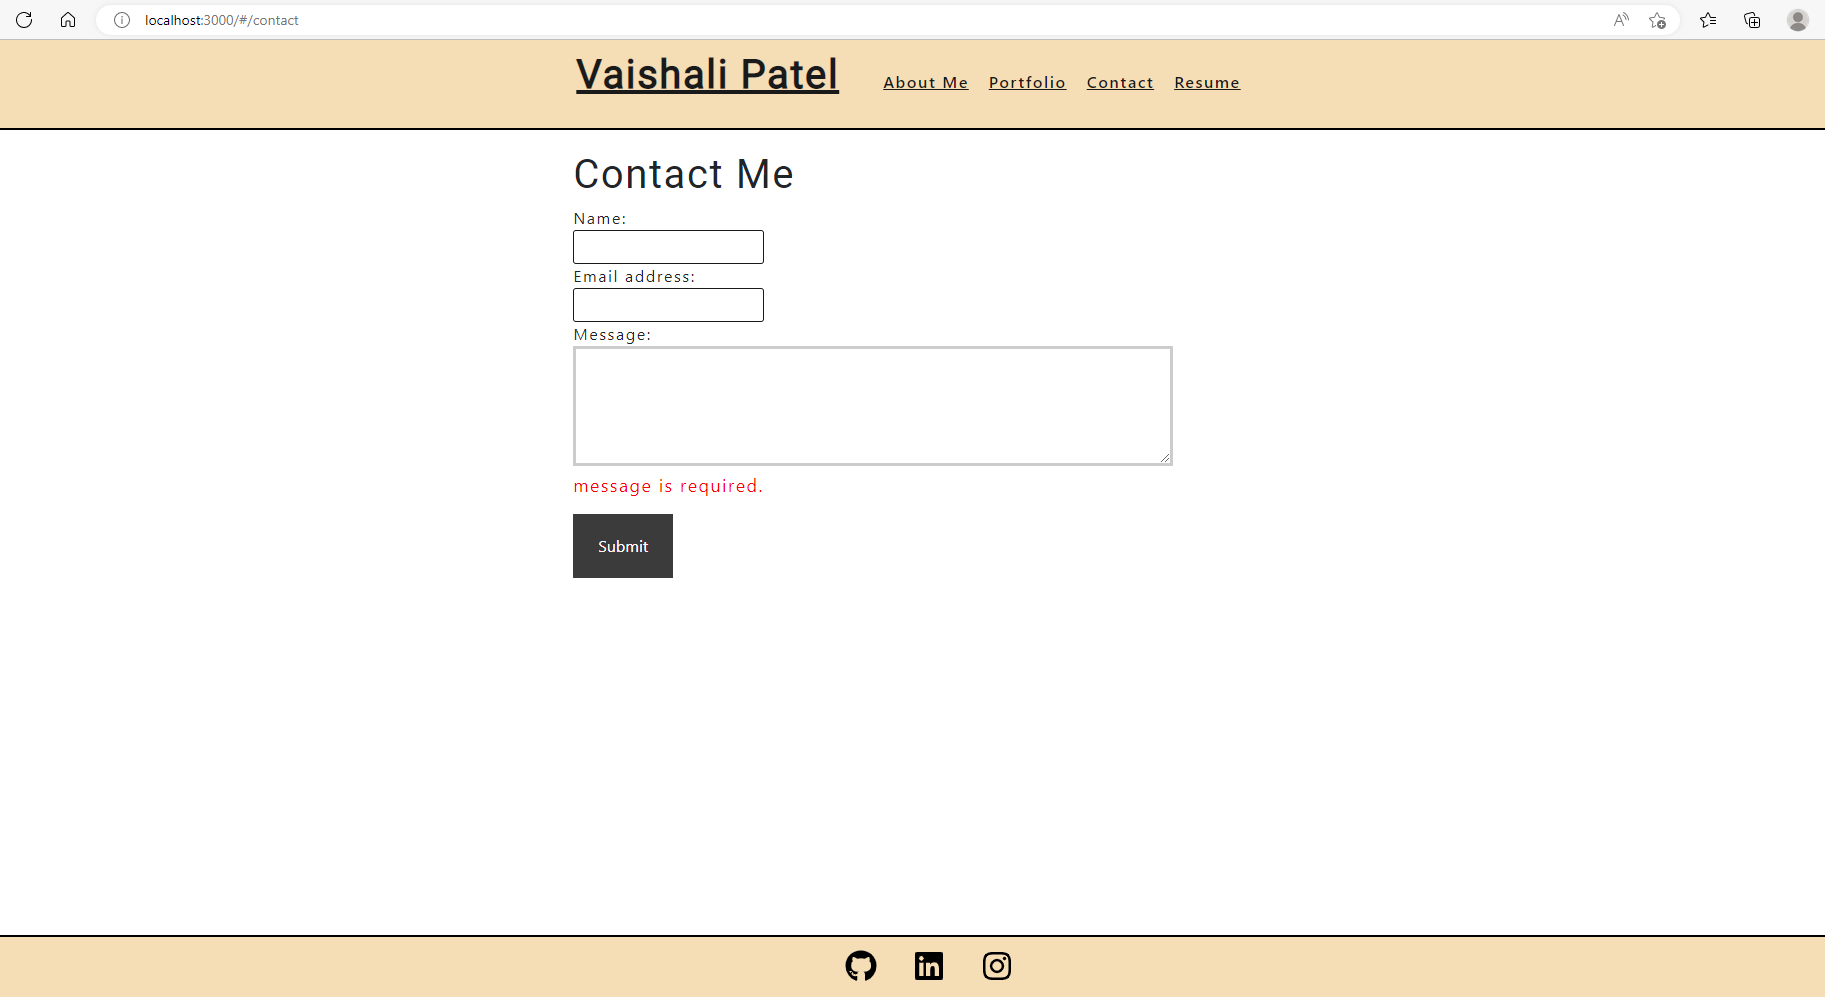 localhost:3000/#/contact
Vaishali Patel
About Me Portfolio Contact Resume
Contact Me
Name:
Email address:
Message:
message is required.
Submit